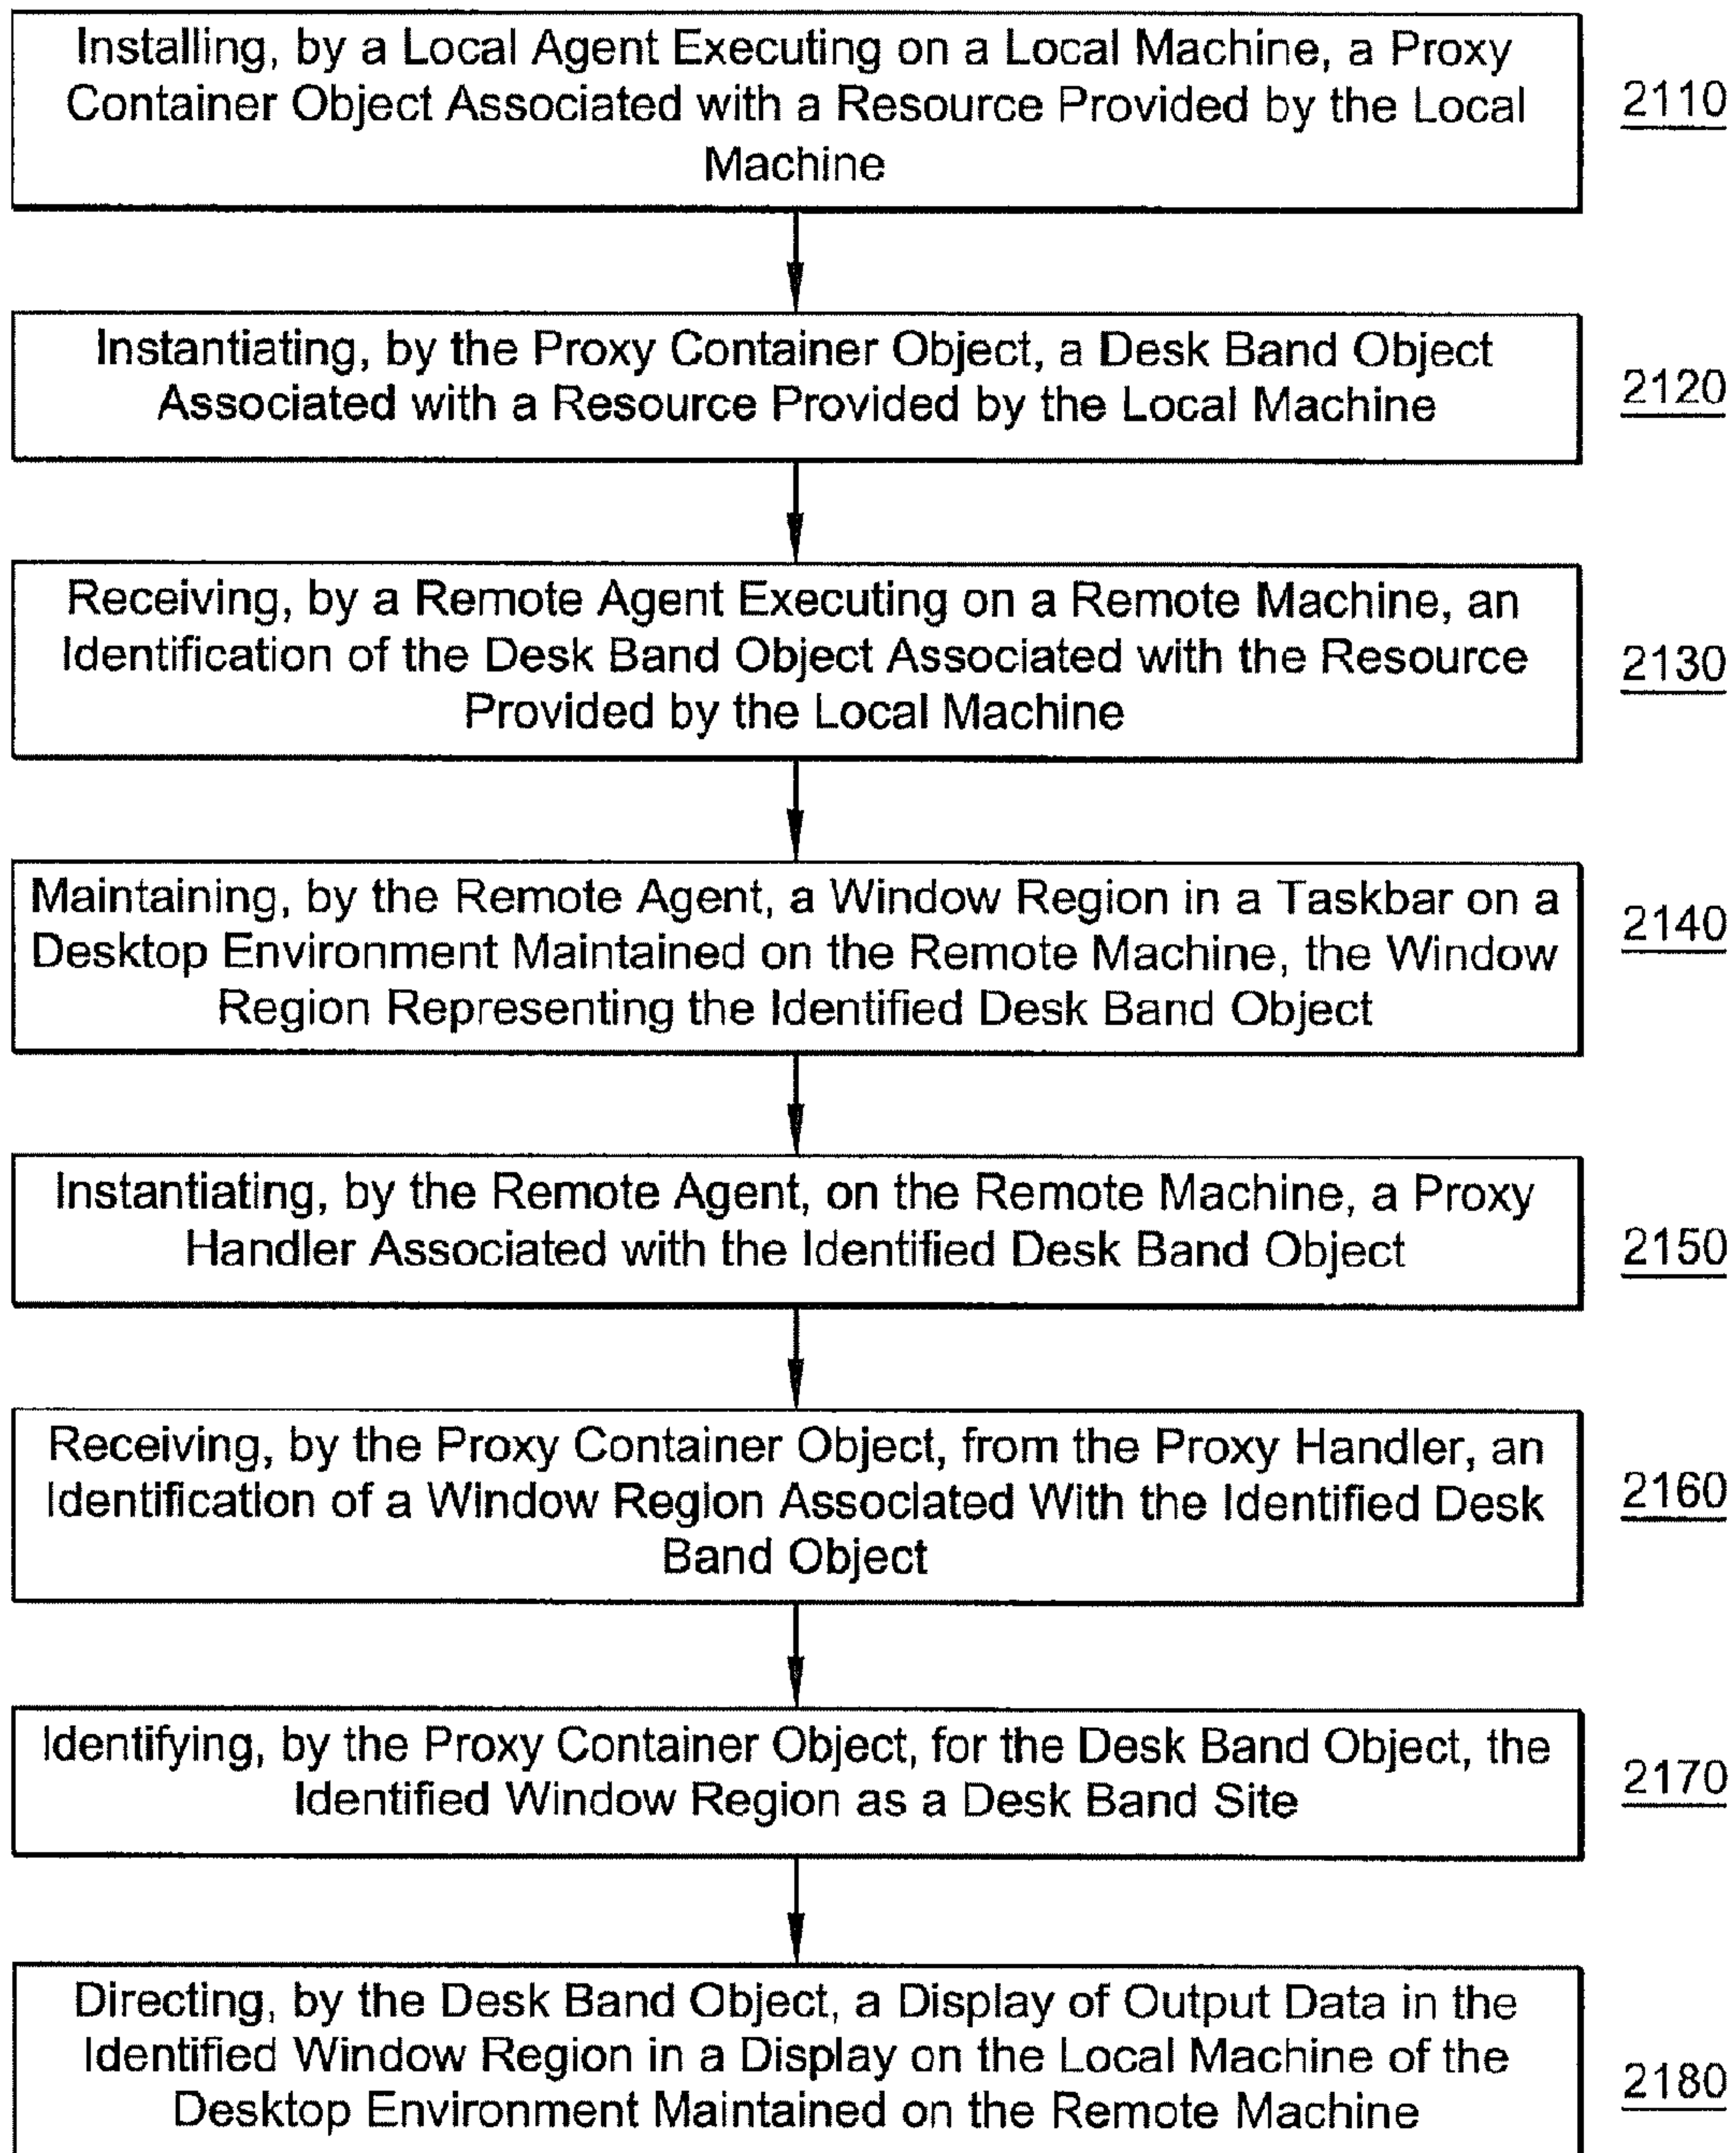 Installing, by a Local Agent Executing on a Local Machine, a Proxy
Container Object Associated with a Resource Provided by the Local
Machine
2110
Instantiating, by the Proxy Container Object, a Desk Band Object
Associated with a Resource Provided by the Local Machine
2120
Receiving, by a Remote Agent Executing on a Remote Machine, an
Identification of the Desk Band Object Associated with the Resource
Provided by the Local Machine
2130
Maintaining, by the Remote Agent, a Window Region in a Taskbar on a
Desktop Environment Maintained on the Remote Machine, the Window
Region Representing the Identified Desk Band Object
2140
Instantiating, by the Remote Agent, on the Remote Machine, a Proxy
Handler Associated with the Identified Desk Band Object
2150
Receiving, by the Proxy Container Object, from the Proxy Handler, an
Identification of a Window Region Associated With the Identified Desk
Band Object
2160
Identifying, by the Proxy Container Object, for the Desk Band Object, the
Identified Window Region as a Desk Band Site
2170
Directing, by the Desk Band Object, a Display of Output Data in the
Identified Window Region in a Display on the Local Machine of the
Desktop Environment Maintained on the Remote Machine
2180